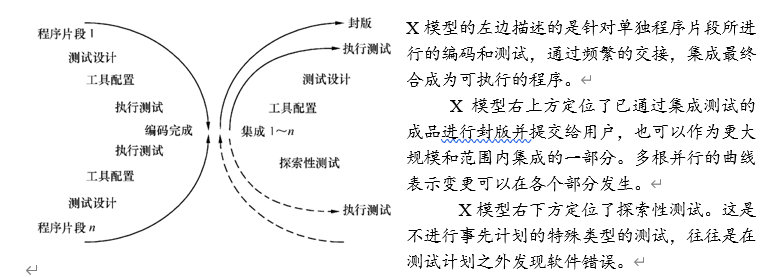 程序片段1
测试设计
工具配置
执行测试
编码完成
执行测试
工具配置
测试设计
程序片段n
封版
执行测试
测试设计
工具配置
集成1~n
探索性测试
执行测试
X模型的左边描述的是针对单独程序片段所进
行的编码和测试，通过频繁的交接，集成最终
合成为可执行的程序。
X 模型右上方定位了已通过集成测试的
成品进行封版并提交给用户，也可以作为更大
规模和范围内集成的一部分。多根并行的曲线
表示变更可以在各个部分发生。
X 模型右下方定位了探索性测试。这是
不进行事先计划的特殊类型的测试，往往是在
测试计划之外发现软件错误。